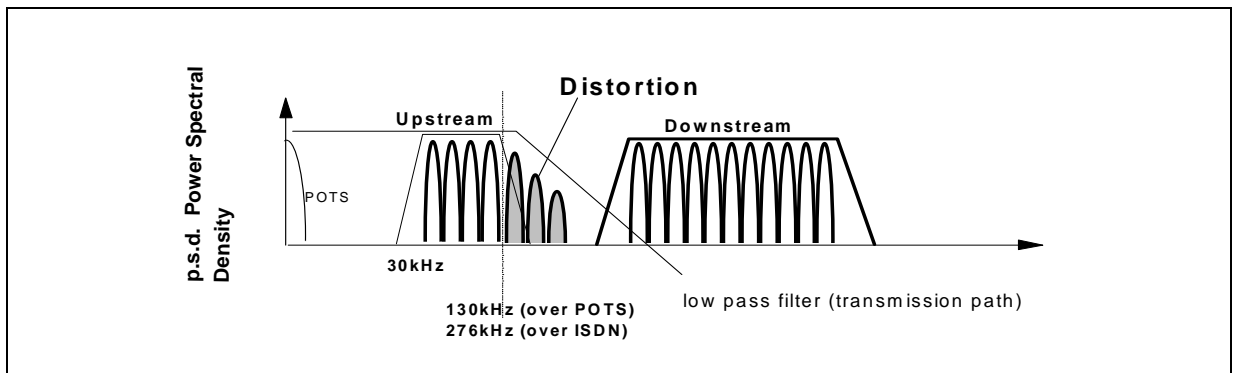 p.s.d. Power Spectral
Density
Distortion
Upstream
Downstream
POTS
30kHz
130kHz (over POTS)
276kHz (over ISDN)
low pass filter (transmission path)